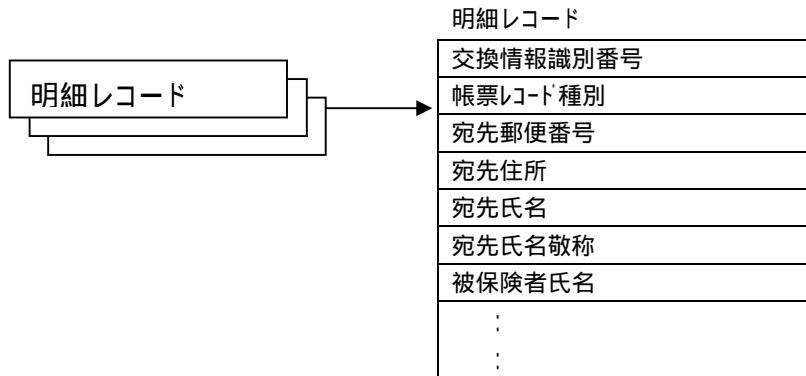 明細レコード
明細レコード
交換情報識別番号
帳票ﾚｺｰﾄﾞ種別
宛先郵便番号
宛先住所
宛先氏名
宛先氏名敬称
被保険者氏名
:
: